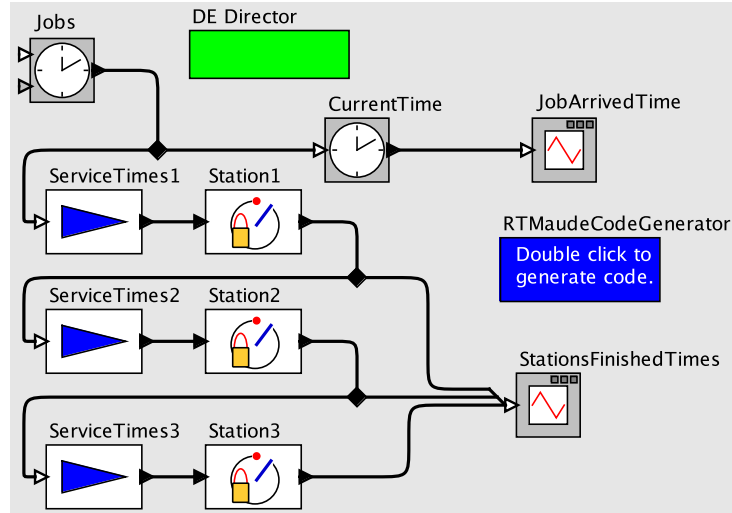 Jobs
DE Director
CurrentTime
JobArrivedTime
ServiceTimes1
Station1
RTMaudeCodeGenerator
Double click to
generate code.
ServiceTimes2
Station2
StationsFinishedTimes
ServiceTimes3
Station3